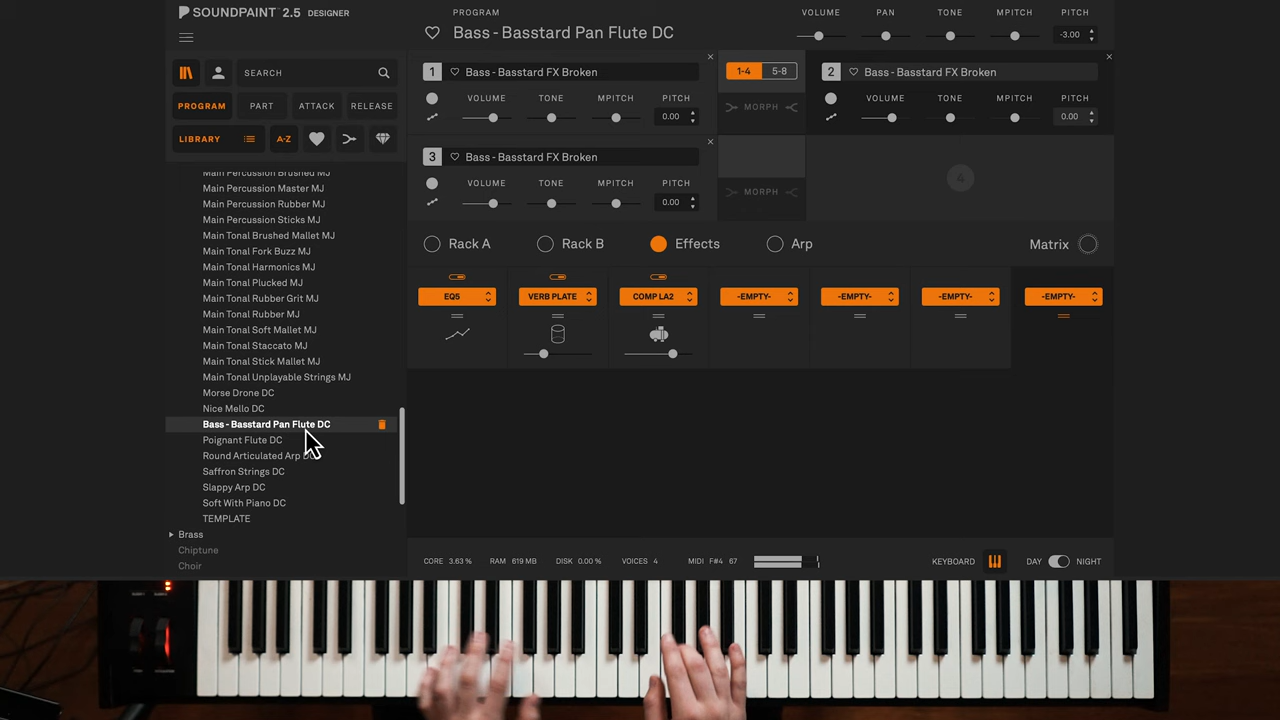 SOUNDPAINT 2.5 DESIGNER
SEARCH
PROGRAM PART ATTACK RELEASE
LIBRARY A-Z
Main Percussion Brushed MJ
Main Percussion Master MJ
Main Percussion Rubber MJ
Main Percussion Sticks MJ
Main Tonal Brushed Mallet MJ
Main Tonal Fork Buzz MJ
Main Tonal Harmonics MJ
Main Tonal Plucked MJ
Main Tonal Rubber Grit MJ
Main Tonal Rubber MJ
Main Tonal Soft Mallet MJ
Main Tonal Staccato MJ
Main Tonal Stick Mallet MJ
Main Tonal Unplayable Strings MJ
Morse Drone DC
Nice Mello DC
Bass - Basstard Pan Flute DC
Poignant Flute DC
Round Articulated Arp DC
Saffron Strings DC
Slappy Arp DC
Soft With Piano DC
TEMPLATE
Brass
Chiptune
Choir
PROGRAM
Bass - Basstard Pan Flute DC
VOLUME PAN TONE MPITCH PITCH
-3.00
1 Bass - Basstard FX Broken
VOLUME TONE MPITCH PITCH
0.00
1-4 5-8
MORPH
2 Bass - Basstard FX Broken
VOLUME TONE MPITCH PITCH
0.00
3 Bass - Basstard FX Broken
VOLUME TONE MPITCH PITCH
0.00
MORPH
4
Rack A Rack B Effects Arp Matrix
EQ5 VERB PLATE COMP LA2 -EMPTY- -EMPTY- -EMPTY- -EMPTY-
CORE 3.63 % RAM 619 MB DISK 0.00 % VOICES 4 MIDI F#4 67 KEYBOARD DAY NIGHT